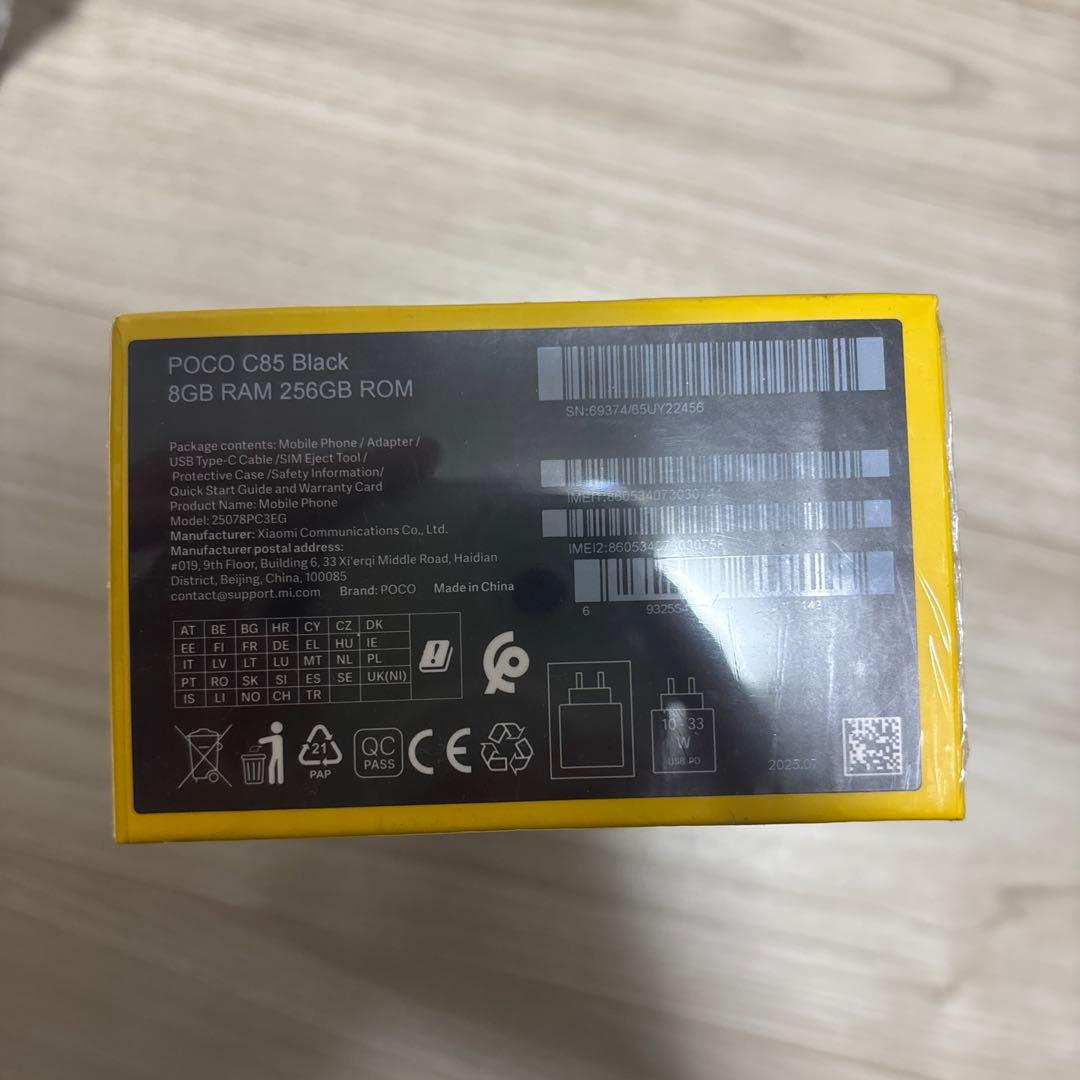 POCO C85 Black
8GB RAM 256GB ROM
Package contents: Mobile Phone / Adapter /
USB Type-C Cable /SIM Eject Tool /
Protective Case /Safety Information/
Quick Start Guide and Warranty Card
Product Name: Mobile Phone
Model: 25078PC3EG
Manufacturer: Xiaomi Communications Co., Ltd.
Manufacturer postal address:
#019, 9th Floor, Building 6, 33 Xi'erqi Middle Road, Haidian
District, Beijing, China, 100085
contact@support.mi.com Brand: POCO Made in China
AT BE BG HR CY CZ DK
EE FI FR DE EL HU IE
IT LV LT LU MT NL PL
PT RO SK SI ES SE UK(NI)
IS LI NO CH TR
21
PAP
QC
PASS
CE
SN:69374/65UY22456
6
10 - 33
W
USB PD
2025.07